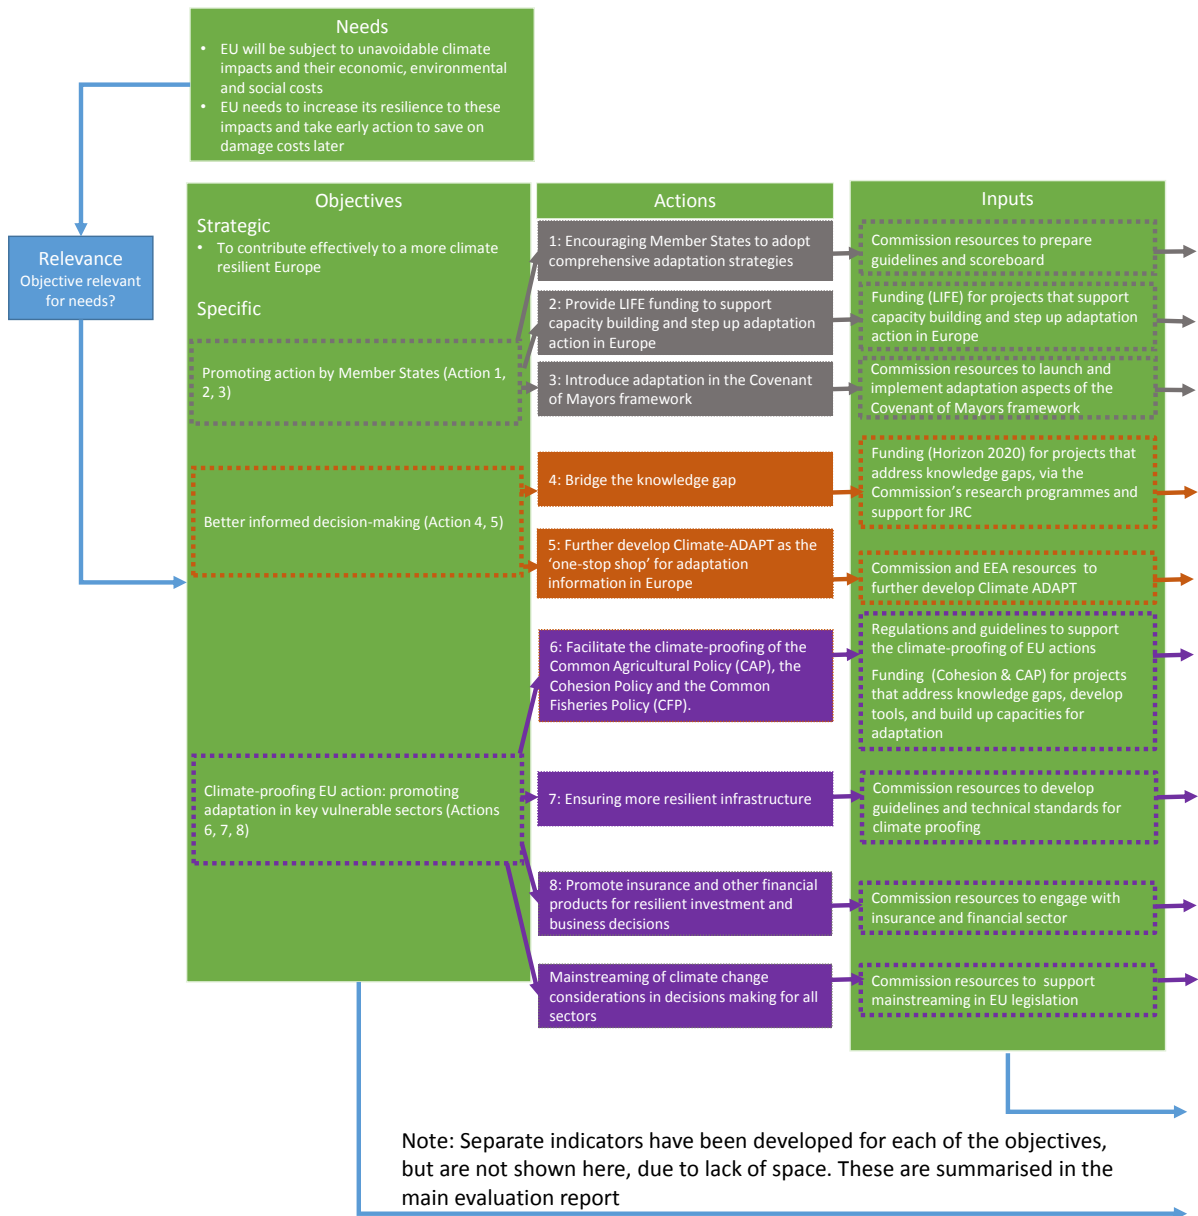 Needs
• EU will be subject to unavoidable climate
impacts and their economic, environmental
and social costs
• EU needs to increase its resilience to these
impacts and take early action to save on
damage costs later
Relevance
Objective relevant
for needs?
Objectives
Strategic
• To contribute effectively to a more climate
resilient Europe
Specific
Promoting action by Member States (Action 1,
2, 3)
Better informed decision-making (Action 4, 5)
Climate-proofing EU action: promoting
adaptation in key vulnerable sectors (Actions
6, 7, 8)
Actions
1: Encouraging Member States to adopt
comprehensive adaptation strategies
2: Provide LIFE funding to support
capacity building and step up adaptation
action in Europe
3: Introduce adaptation in the Covenant
of Mayors framework
4: Bridge the knowledge gap
5: Further develop Climate-ADAPT as the
‘one-stop shop’ for adaptation
information in Europe
6: Facilitate the climate-proofing of the
Common Agricultural Policy (CAP), the
Cohesion Policy and the Common
Fisheries Policy (CFP).
7: Ensuring more resilient infrastructure
8: Promote insurance and other financial
products for resilient investment and
business decisions
Mainstreaming of climate change
considerations in decisions making for all
sectors
Inputs
Commission resources to prepare
guidelines and scoreboard
Funding (LIFE) for projects that support
capacity building and step up adaptation
action in Europe
Commission resources to launch and
implement adaptation aspects of the
Covenant of Mayors framework
Funding (Horizon 2020) for projects that
address knowledge gaps, via the
Commission’s research programmes and
support for JRC
Commission and EEA resources to
further develop Climate ADAPT
Regulations and guidelines to support
the climate-proofing of EU actions
Funding (Cohesion & CAP) for projects
that address knowledge gaps, develop
tools, and build up capacities for
adaptation
Commission resources to develop
guidelines and technical standards for
climate proofing
Commission resources to engage with
insurance and financial sector
Commission resources to support
mainstreaming in EU legislation
Note: Separate indicators have been developed for each of the objectives,
but are not shown here, due to lack of space. These are summarised in the
main evaluation report